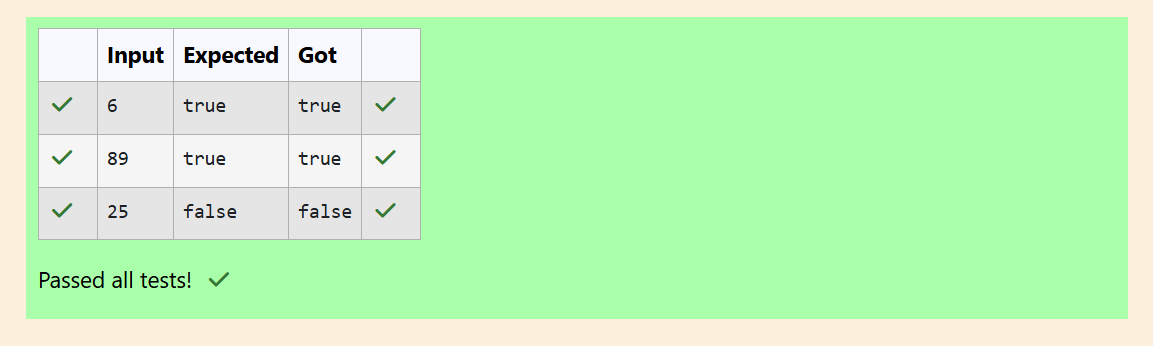 Input Expected Got
6 true true
89 true true
25 false false
Passed all tests!